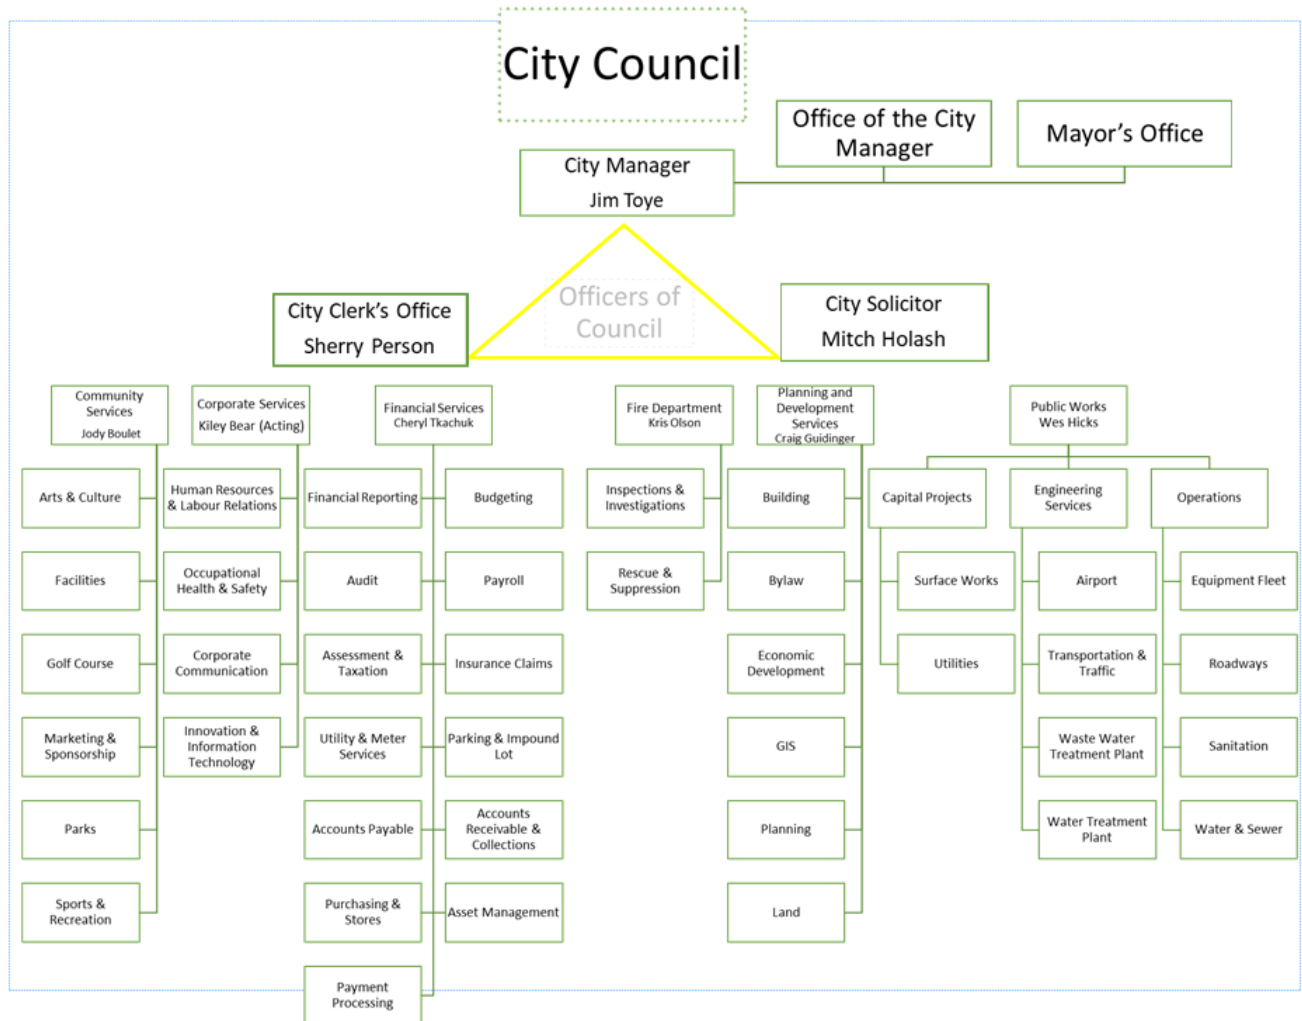 City Council
Office of the City
Manager
Mayor's Office
City Manager
Jim Toye
Officers of
Council
City Clerk's Office
Sherry Person
City Solicitor
Mitch Holash
Community
Services
Jody Boulet
Corporate Services
Kiley Bear (Acting)
Financial Services
Cheryl Tkachuk
Fire Department
Kris Olson
Planning and
Development
Services
Craig Guidinger
Public Works
Wes Hicks
Arts & Culture
Human Resources
& Labour Relations
Financial Reporting
Budgeting
Inspections &
Investigations
Building
Capital Projects
Engineering
Services
Operations
Facilities
Occupational
Health & Safety
Audit
Payroll
Rescue &
Suppression
Bylaw
Surface Works
Airport
Equipment Fleet
Golf Course
Corporate
Communication
Assessment &
Taxation
Insurance Claims
Economic
Development
Utilities
Transportation &
Traffic
Roadways
Marketing &
Sponsorship
Innovation &
Information
Technology
Utility & Meter
Services
Parking & Impound
Lot
GIS
Waste Water
Treatment Plant
Sanitation
Parks
Accounts Payable
Accounts
Receivable &
Collections
Planning
Water Treatment
Plant
Water & Sewer
Sports &
Recreation
Purchasing &
Stores
Asset Management
Land
Payment
Processing